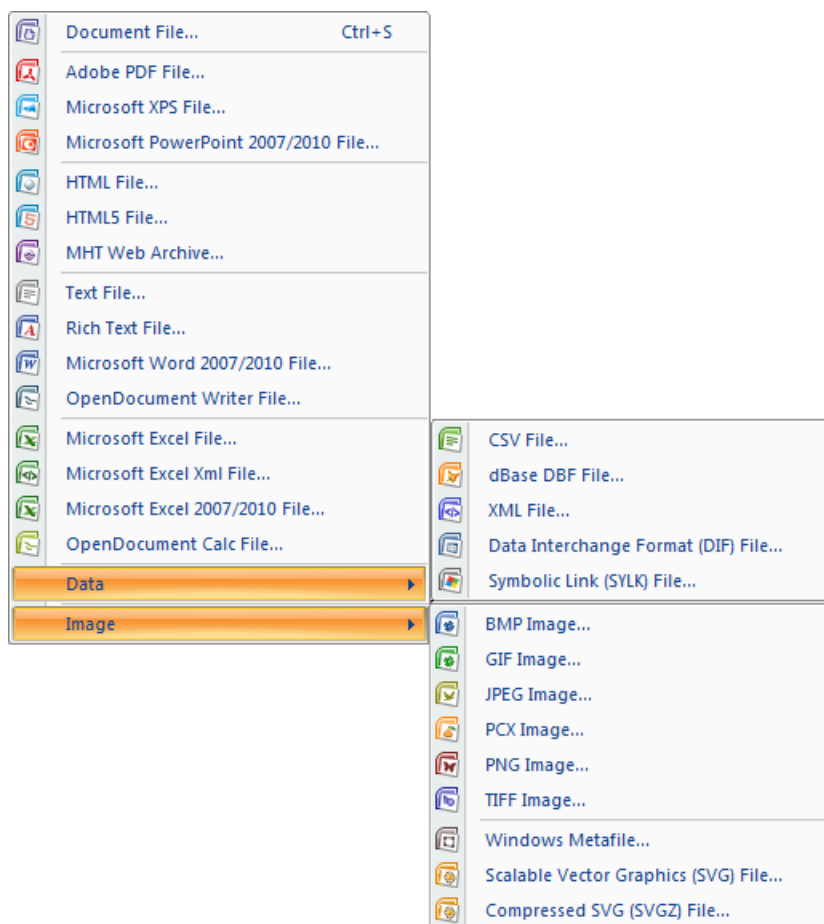 Document File... Ctrl+S
Adobe PDF File...
Microsoft XPS File...
Microsoft PowerPoint 2007/2010 File...
HTML File...
HTML5 File...
MHT Web Archive...
Text File...
Rich Text File...
Microsoft Word 2007/2010 File...
OpenDocument Writer File...
Microsoft Excel File...
Microsoft Excel Xml File...
Microsoft Excel 2007/2010 File...
OpenDocument Calc File...
Data
Image
CSV File...
dBase DBF File...
XML File...
Data Interchange Format (DIF) File...
Symbolic Link (SYLK) File...
BMP Image...
GIF Image...
JPEG Image...
PCX Image...
PNG Image...
TIFF Image...
Windows Metafile...
Scalable Vector Graphics (SVG) File...
Compressed SVG (SVGZ) File...